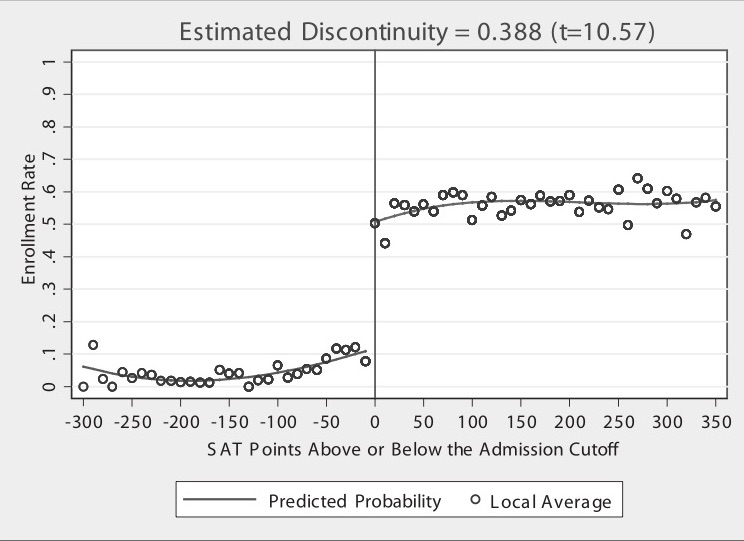 Estimated Discontinuity = 0.388 (t=10.57)
Enrollment Rate
1
.9
.8
.7
.6
.5
.4
.3
.2
.1
0
-300 -250 -200 -150 -100 -50 0 50 100 150 200 250 300 350
SAT Points Above or Below the Admission Cutoff
Predicted Probability Local Average